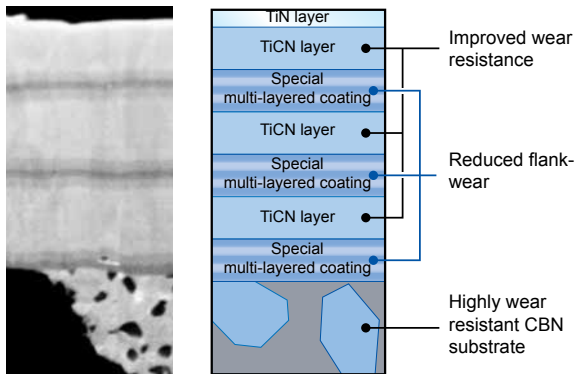 TiN layer
TiCN layer
Special
multi-layered coating
TiCN layer
Special
multi-layered coating
TiCN layer
Special
multi-layered coating
Improved wear
resistance
Reduced flank-
wear
Highly wear
resistant CBN
substrate